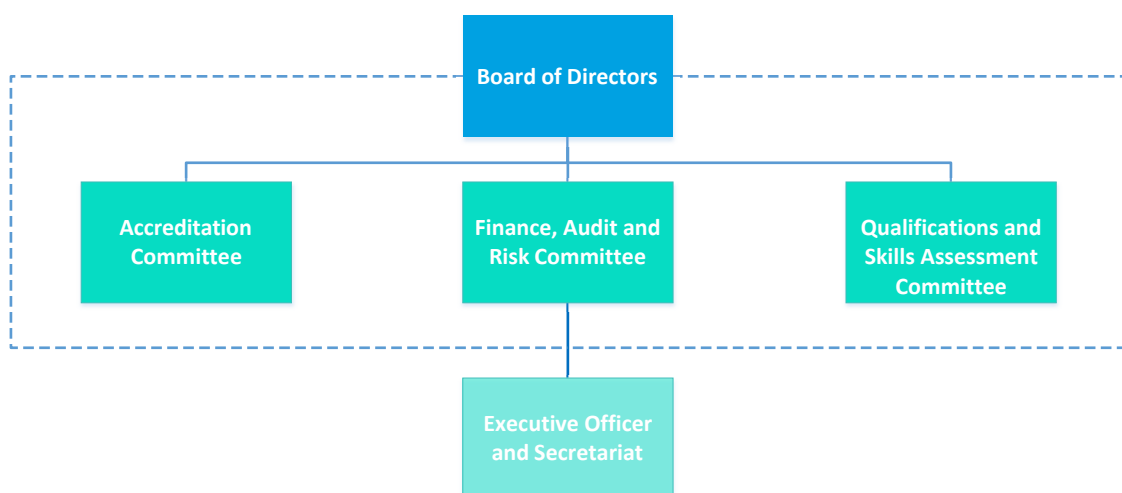 Board of Directors
Accreditation
Committee
Finance, Audit and
Risk Committee
Qualifications and
Skills Assessment
Committee
Executive Officer
and Secretariat